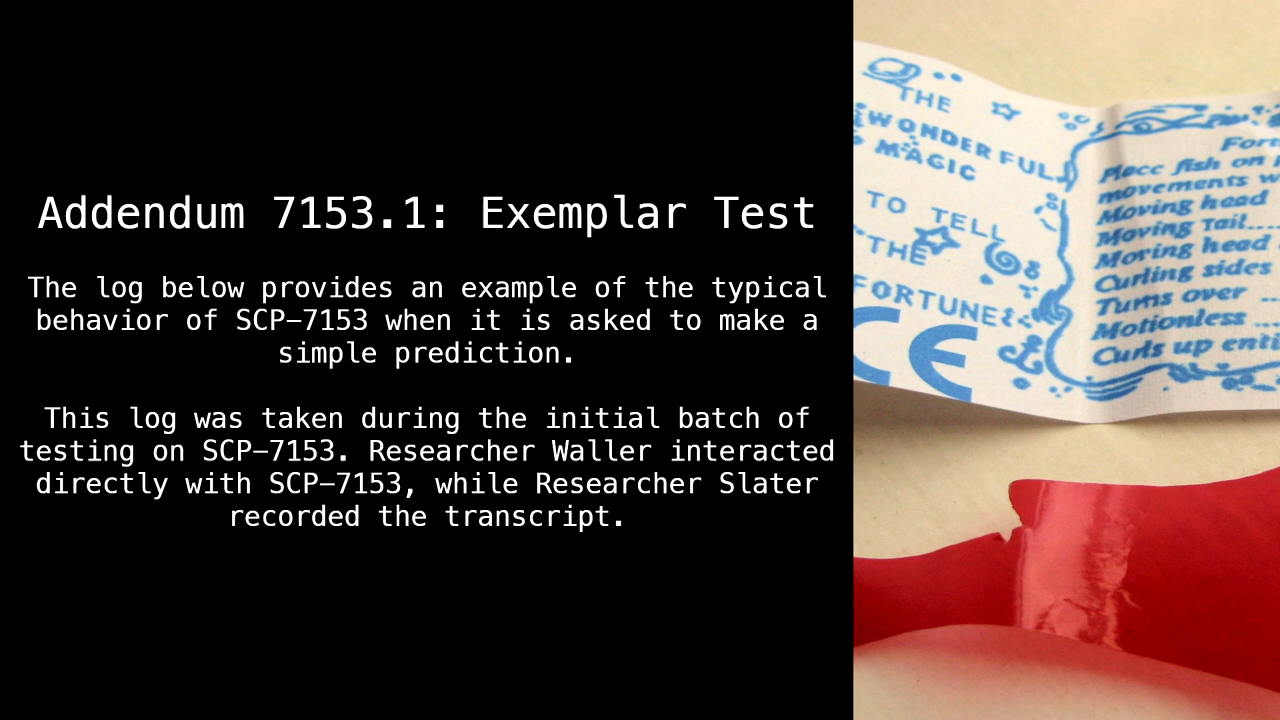 Addendum 7153.1: Exemplar Test
The log below provides an example of the typical
behavior of SCP–7153 when it is asked to make a
simple prediction.
This log was taken during the initial batch of
testing on SCP–7153. Researcher Waller interacted
directly with SCP–7153, while Researcher Slater
recorded the transcript.
THE
WONDERFUL
MAGIC
TO TELL
THE
FORTUNE
CE
Fort
Place fish on
movements w
Moving head
Moving Tail....
Moring head
Curling sides
Turns over ..
Motionless ...
Curls up enti